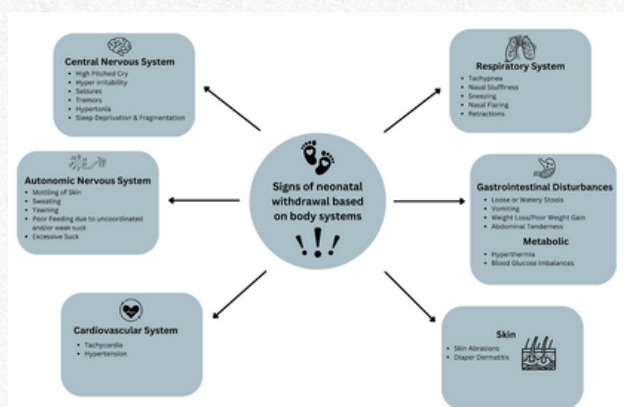 Central Nervous System
High Pitched Cry
Hyper Irritability
Seizures
Tremors
Hypertonia
Sleep Deprivation & Fragmentation
Respiratory System
Tachypnea
Nasal Stuffiness
Sneezing
Nasal Flaring
Retractions
Signs of neonatal
withdrawal based
on body systems
Autonomic Nervous System
Mottling of Skin
Sweating
Yawning
Poor Feeding due to uncoordinated
and/or weak suck
Excessive Suck
Gastrointestinal Disturbances
Loose or Watery Stools
Vomiting
Weight Loss/Poor Weight Gain
Abdominal Tenderness
Metabolic
Hyperthermia
Blood Glucose Imbalances
Cardiovascular System
Tachycardia
Hypertension
Skin
Skin Abrasions
Diaper Dermatitis